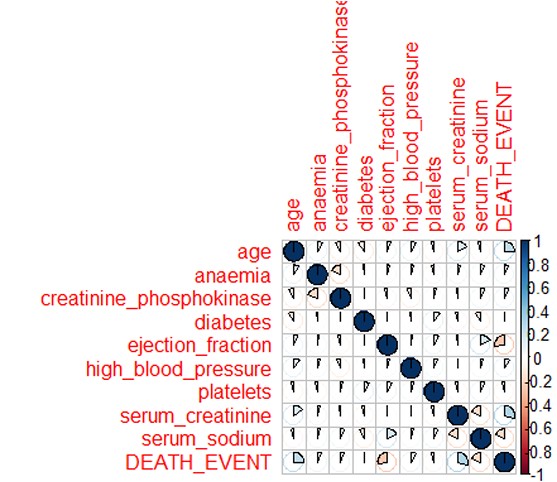 age
anaemia
creatinine_phosphokinase
diabetes
ejection_fraction
high_blood_pressure
platelets
serum_creatinine
serum_sodium
DEATH_EVENT
age
anaemia
creatinine_phosphokinase
diabetes
ejection_fraction
high_blood_pressure
platelets
serum_creatinine
serum_sodium
DEATH_EVENT
1
0.8
0.6
0.4
0.2
0
-0.2
-0.4
-0.6
-0.8
-1